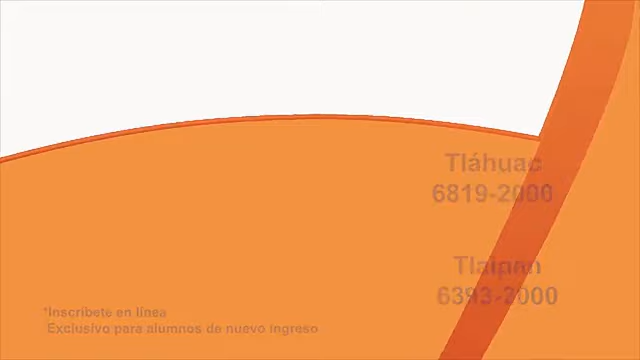 Tláhuac
6819-2000
Tlalpan
6393-2000
*Inscríbete en línea
Exclusivo para alumnos de nuevo ingreso